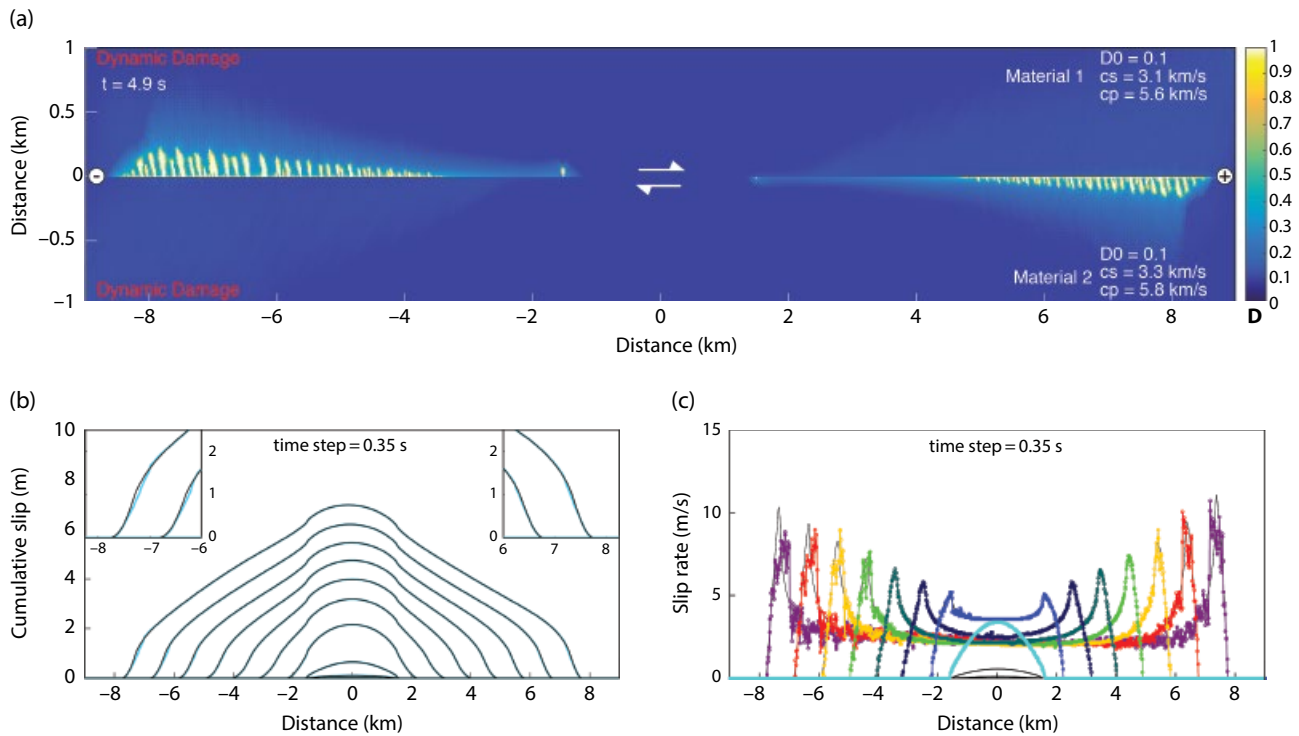 (a)
Dynamic Damage
t = 4.9 s
Material 1
D0 = 0.1
cs = 3.1 km/s
cp = 5.6 km/s
Dynamic Damage
Material 2
D0 = 0.1
cs = 3.3 km/s
cp = 5.8 km/s
-
+
Distance (km)
1
0.5
0
−0.5
−1
−8 −6 −4 −2 0 2 4 6 8
Distance (km)
1
0.9
0.8
0.7
0.6
0.5
0.4
0.3
0.2
0.1
0
D
(b)
time step = 0.35 s
Cumulative slip (m)
10
8
6
4
2
0
2
1
0
−8 −7 −6
2
1
0
6 7 8
−8 −6 −4 −2 0 2 4 6 8
Distance (km)
(c)
time step = 0.35 s
Slip rate (m/s)
15
10
5
0
−8 −6 −4 −2 0 2 4 6 8
Distance (km)